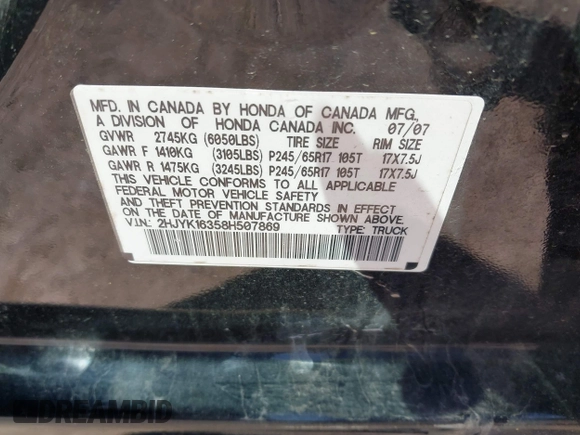 MFD. IN CANADA BY HONDA OF CANADA MFG.,
A DIVISION OF HONDA CANADA INC. 07/07
GVWR 2745KG (6050LBS) TIRE SIZE RIM SIZE
GAWR F 1410KG (3105LBS) P245/65R17 105T 17X7.5J
GAWR R 1475KG (3245LBS) P245/65R17 105T 17X7.5J
THIS VEHICLE CONFORMS TO ALL APPLICABLE
FEDERAL MOTOR VEHICLE SAFETY
AND THEFT PREVENTION STANDARDS IN EFFECT
ON THE DATE OF MANUFACTURE SHOWN ABOVE.
V.I.N.: 2HJYK16358H507869 TYPE: TRUCK
DREAMBID